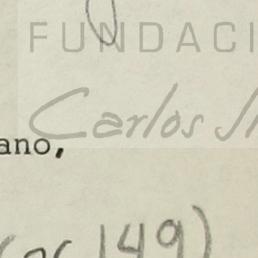 FUNDACI
Carlos
ano,
149)